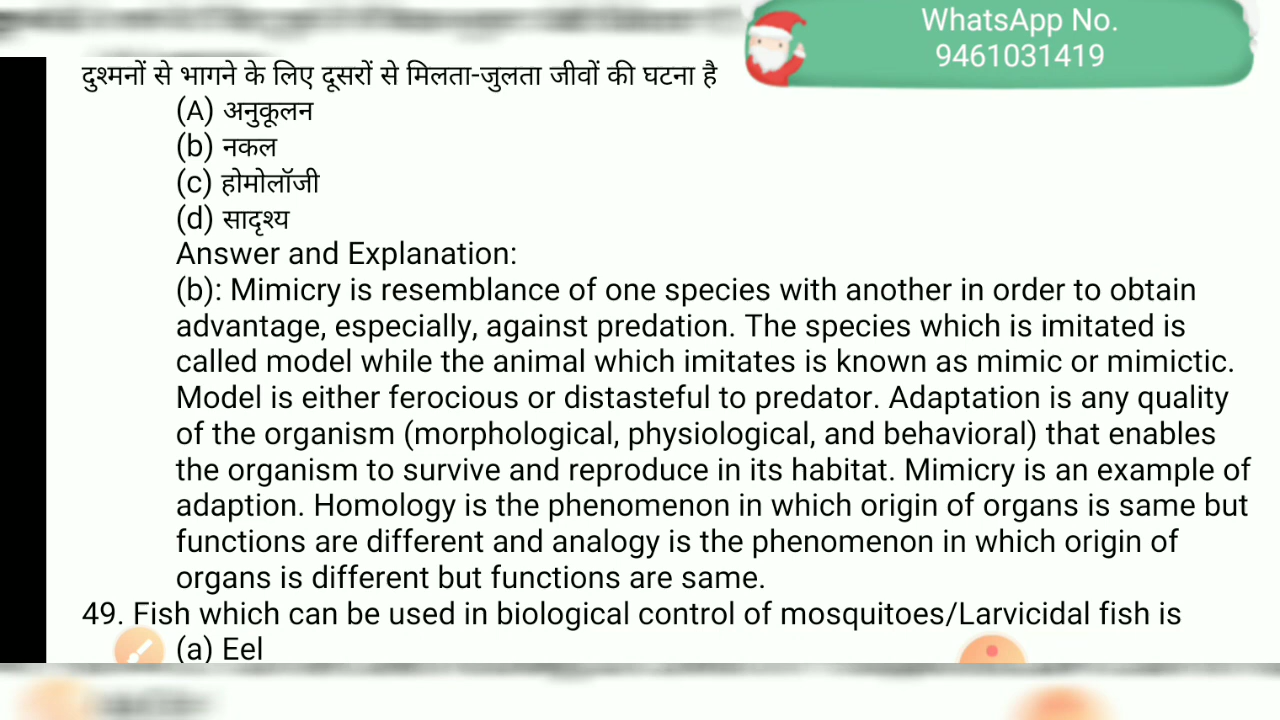 WhatsApp No.
9461031419
दुश्मनों से भागने के लिए दूसरों से मिलता-जुलता जीवों की घटना है
(A) अनुकूलन
(b) नकल
(c) होमोलॉजी
(d) सादृश्य
Answer and Explanation:
(b): Mimicry is resemblance of one species with another in order to obtain
advantage, especially, against predation. The species which is imitated is
called model while the animal which imitates is known as mimic or mimictic.
Model is either ferocious or distasteful to predator. Adaptation is any quality
of the organism (morphological, physiological, and behavioral) that enables
the organism to survive and reproduce in its habitat. Mimicry is an example of
adaption. Homology is the phenomenon in which origin of organs is same but
functions are different and analogy is the phenomenon in which origin of
organs is different but functions are same.
49. Fish which can be used in biological control of mosquitoes/Larvicidal fish is
(a) Eel